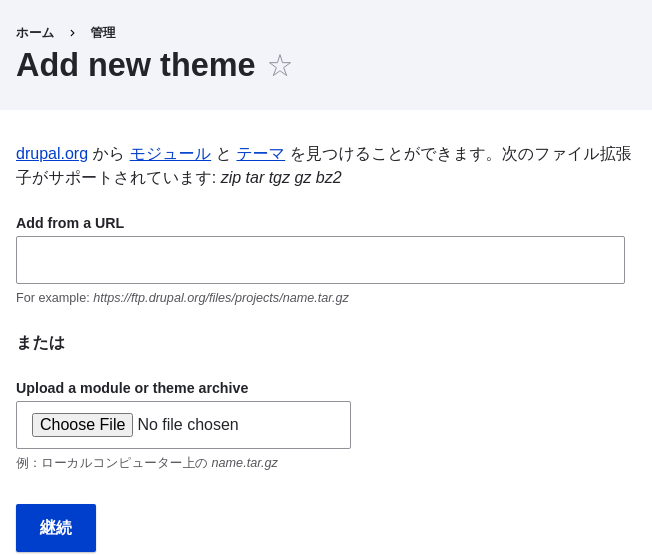 ホーム › 管理
Add new theme ☆
drupal.org から モジュール と テーマ を見つけることができます。次のファイル拡張
子がサポートされています: zip tar tgz gz bz2
Add from a URL
For example: https://ftp.drupal.org/files/projects/name.tar.gz
または
Upload a module or theme archive
Choose File No file chosen
例：ローカルコンピューター上の name.tar.gz
継続